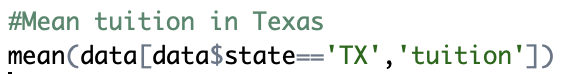 #Mean tuition in Texas
mean(data[data$state=='TX','tuition'])